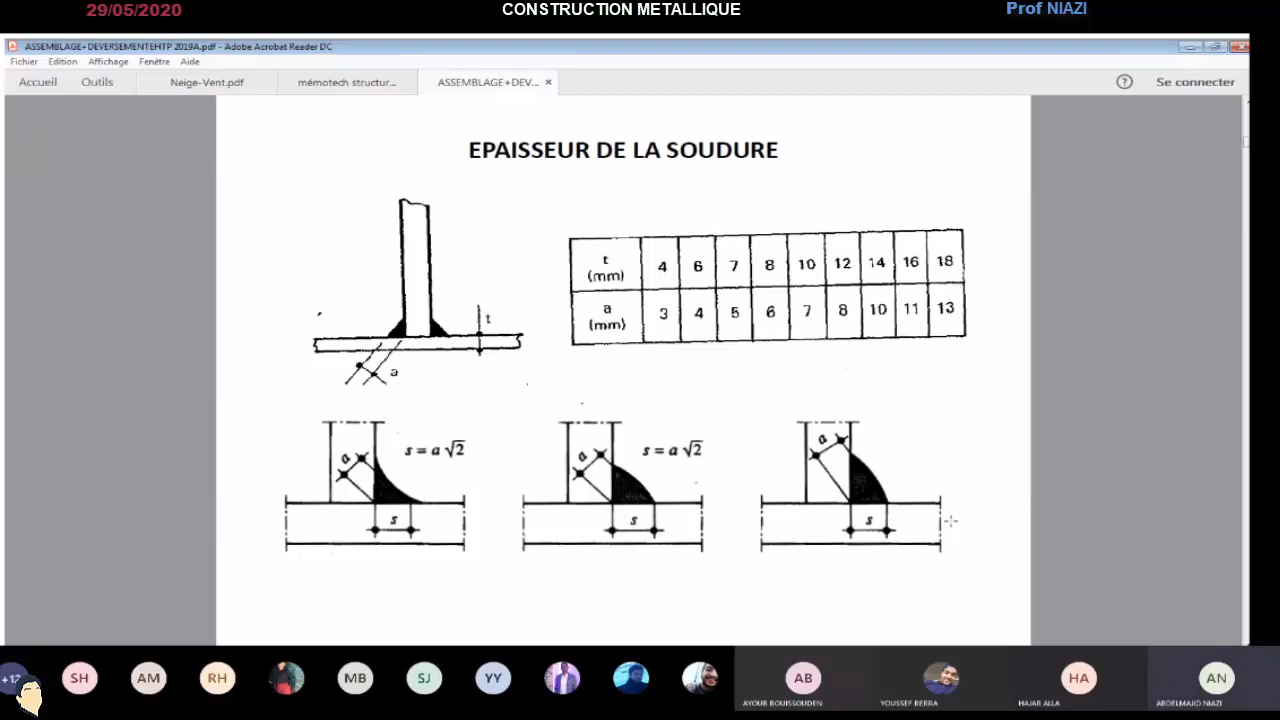 29/05/2020 CONSTRUCTION METALLIQUE Prof NIAZI
ASSEMBLAGE+DEVERSEMENTEHTP 2019A.pdf - Adobe Acrobat Reader DC
Fichier Edition Affichage Fenêtre Aide
Accueil Outils Neige-Vent.pdf mémotech structur... ASSEMBLAGE+DEV... × ? Se connecter
EPAISSEUR DE LA SOUDURE
t (mm) 4 6 7 8 10 12 14 16 18
a (mm) 3 4 5 6 7 8 10 11 13
t
a
s = a √2 s = a √2
a a a
s s s
+12 SH AM RH MB SJ YY AB HA AN
AYOUB BOUISSOUDEN YOUSSEF BERRA HAJAR ALLA ABDELMAJID NIAZI